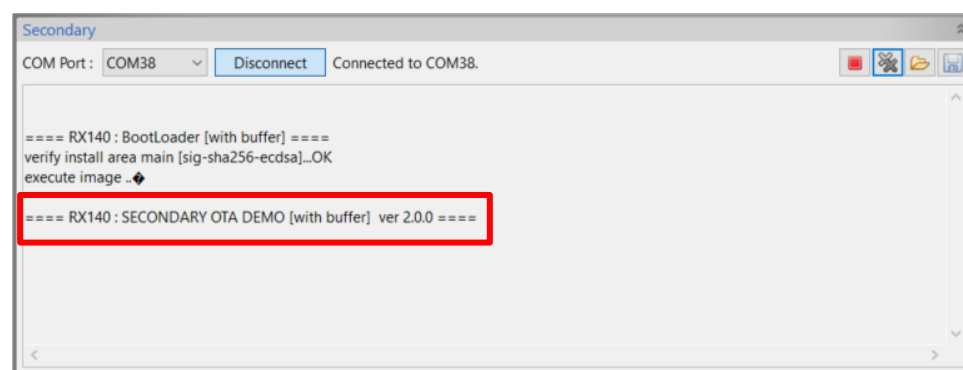 Secondary
COM Port : COM38 Disconnect Connected to COM38.
==== RX140 : BootLoader [with buffer] ====
verify install area main [sig-sha256-ecdsa]...OK
execute image ..�
==== RX140 : SECONDARY OTA DEMO [with buffer] ver 2.0.0 ====